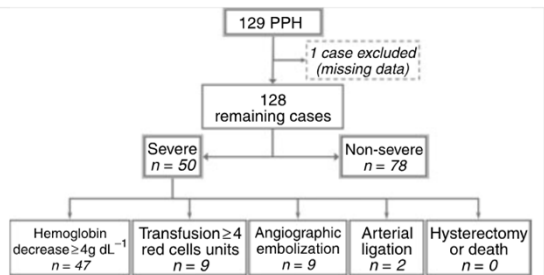 129 PPH
1 case excluded
(missing data)
128
remaining cases
Severe
n = 50
Non-severe
n = 78
Hemoglobin
decrease≥4g dL⁻¹
n = 47
Transfusion≥4
red cells units
n = 9
Angiographic
embolization
n = 9
Arterial
ligation
n = 2
Hysterectomy
or death
n = 0